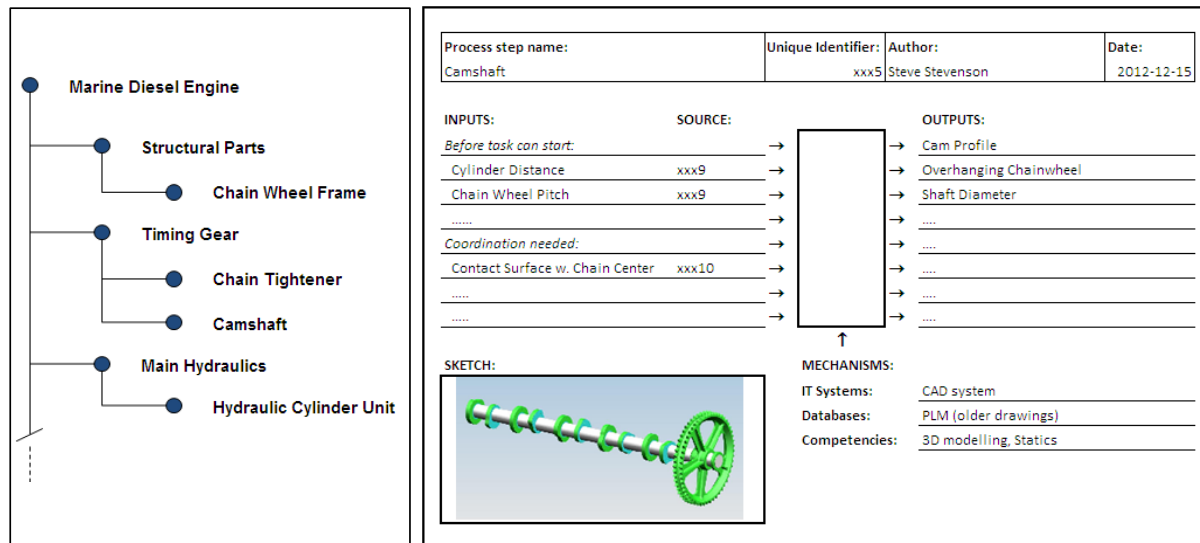 Marine Diesel Engine
Structural Parts
Chain Wheel Frame
Timing Gear
Chain Tightener
Camshaft
Main Hydraulics
Hydraulic Cylinder Unit
Process step name: Unique Identifier: Author: Date:
Camshaft xxx5 Steve Stevenson 2012-12-15
INPUTS: SOURCE: OUTPUTS:
Before task can start: → → Cam Profile
Cylinder Distance xxx9 → → Overhanging Chainwheel
Chain Wheel Pitch xxx9 → → Shaft Diameter
...... → → ....
Coordination needed: → → ....
Contact Surface w. Chain Center xxx10 → → ....
..... → → ....
..... → → ....
↑
SKETCH: MECHANISMS:
IT Systems: CAD system
Databases: PLM (older drawings)
Competencies: 3D modelling, Statics